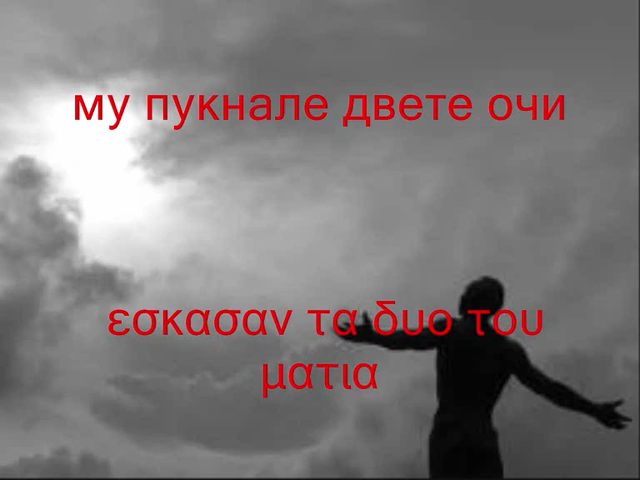 му пукнале двете очи
εσκασαν τα δυο του
ματια